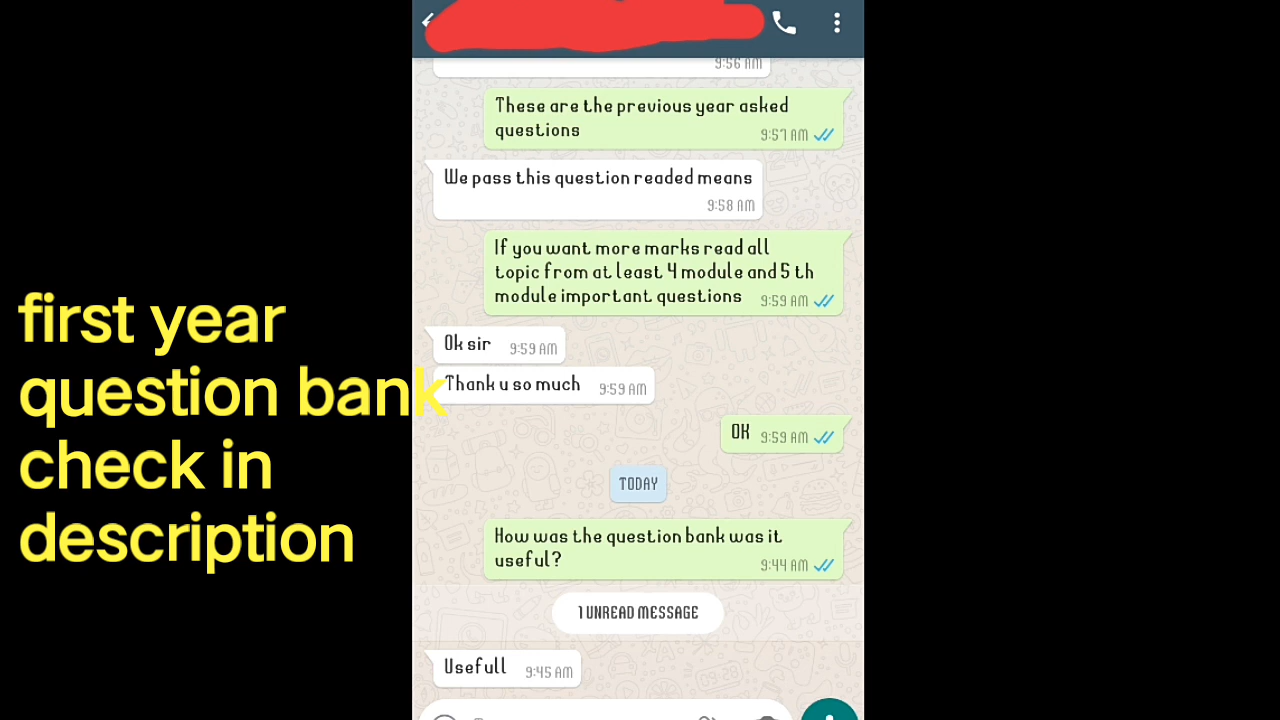 9:56 AM
These are the previous year asked
questions
9:57 AM
We pass this question readed means
9:58 AM
If you want more marks read all
topic from at least 4 module and 5 th
module important questions 9:59 AM
Ok sir 9:59 AM
Thank u so much 9:59 AM
OK 9:59 AM
TODAY
How was the question bank was it
useful?
9:44 AM
1 UNREAD MESSAGE
Usefull 9:45 AM
first year
question bank
check in
description